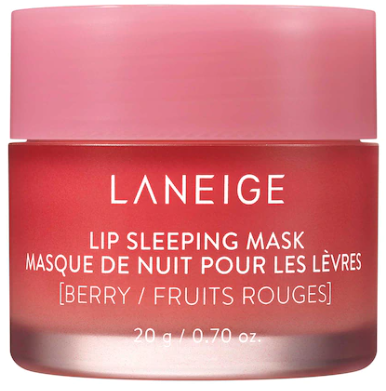 LANEIGE
LIP SLEEPING MASK
MASQUE DE NUIT POUR LES LÈVRES
[BERRY / FRUITS ROUGES]
20 g / 0.70 oz.